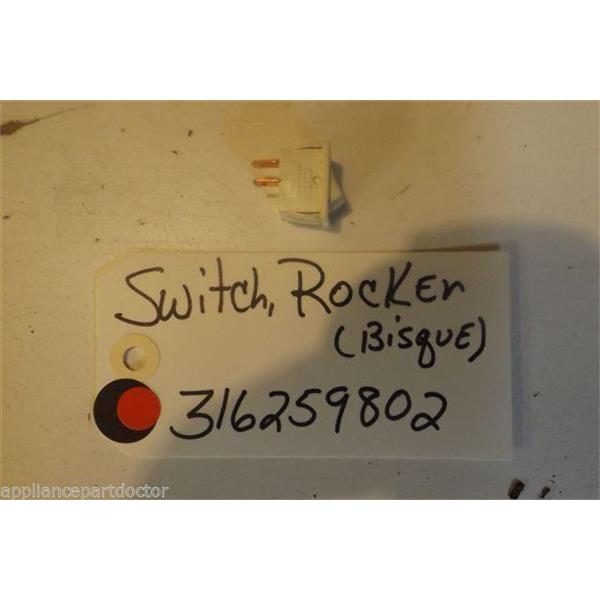 Switch, Rocker
(Bisque)
316259802
(B)
appliancepartdoctor